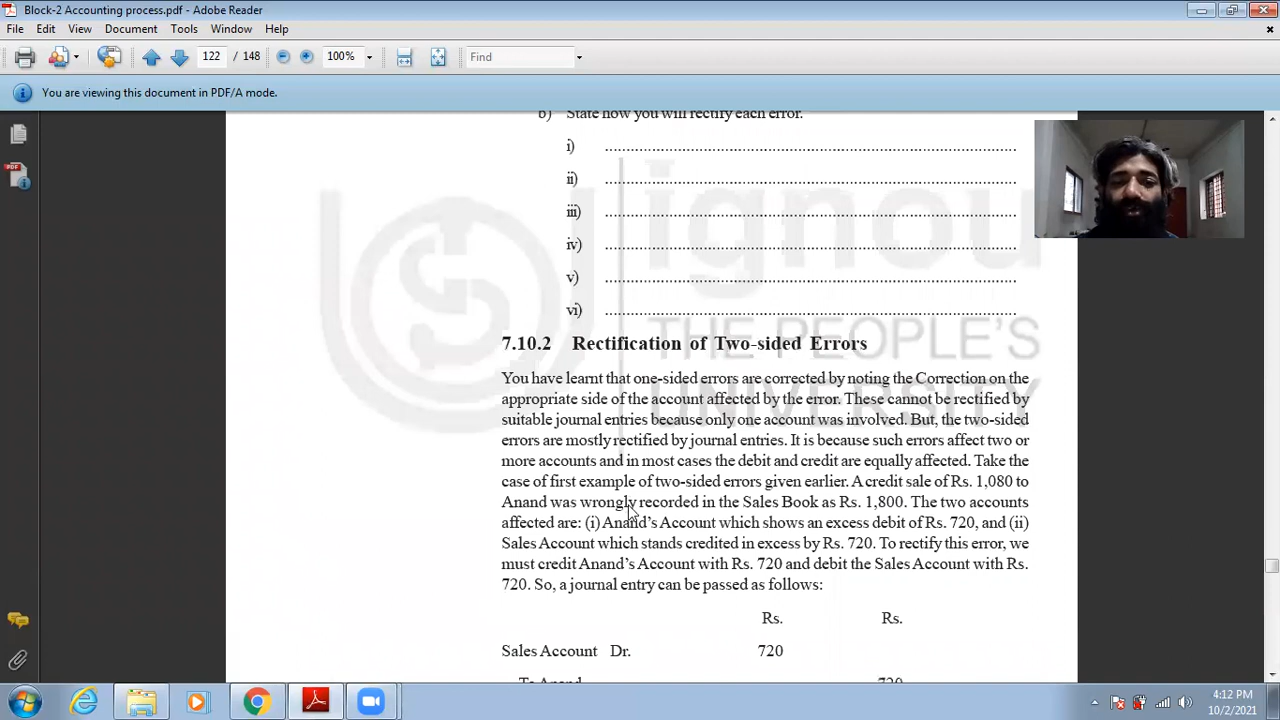 Block-2 Accounting process.pdf - Adobe Reader
File Edit View Document Tools Window Help
122 / 148 100% Find
You are viewing this document in PDF/A mode.
b) State how you will rectify each error.
i) ..........................................................................................
ii) ..........................................................................................
iii) ..........................................................................................
iv) ..........................................................................................
v) ..........................................................................................
vi) ..........................................................................................
ignou
THE PEOPLE'S
UNIVERSITY
7.10.2 Rectification of Two-sided Errors
You have learnt that one-sided errors are corrected by noting the Correction on the
appropriate side of the account affected by the error. These cannot be rectified by
suitable journal entries because only one account was involved. But, the two-sided
errors are mostly rectified by journal entries. It is because such errors affect two or
more accounts and in most cases the debit and credit are equally affected. Take the
case of first example of two-sided errors given earlier. A credit sale of Rs. 1,080 to
Anand was wrongly recorded in the Sales Book as Rs. 1,800. The two accounts
affected are: (i) Anand's Account which shows an excess debit of Rs. 720, and (ii)
Sales Account which stands credited in excess by Rs. 720. To rectify this error, we
must credit Anand's Account with Rs. 720 and debit the Sales Account with Rs.
720. So, a journal entry can be passed as follows:
Rs. Rs.
Sales Account Dr. 720
To Anand 720
4:12 PM
10/2/2021